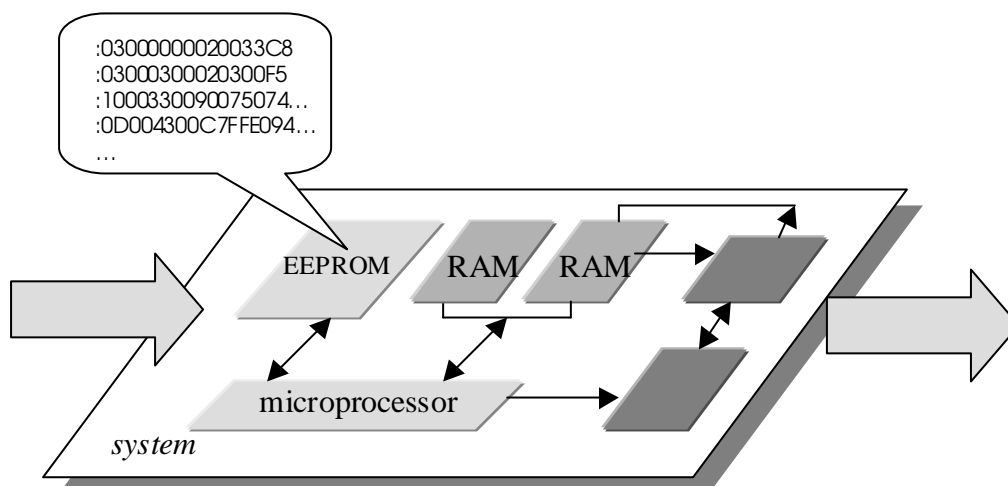 :03000000020033C8
:03000300020300F5
:1000330090075074...
:0D004300C7FFE094...
...
EEPROM
RAM
RAM
microprocessor
system